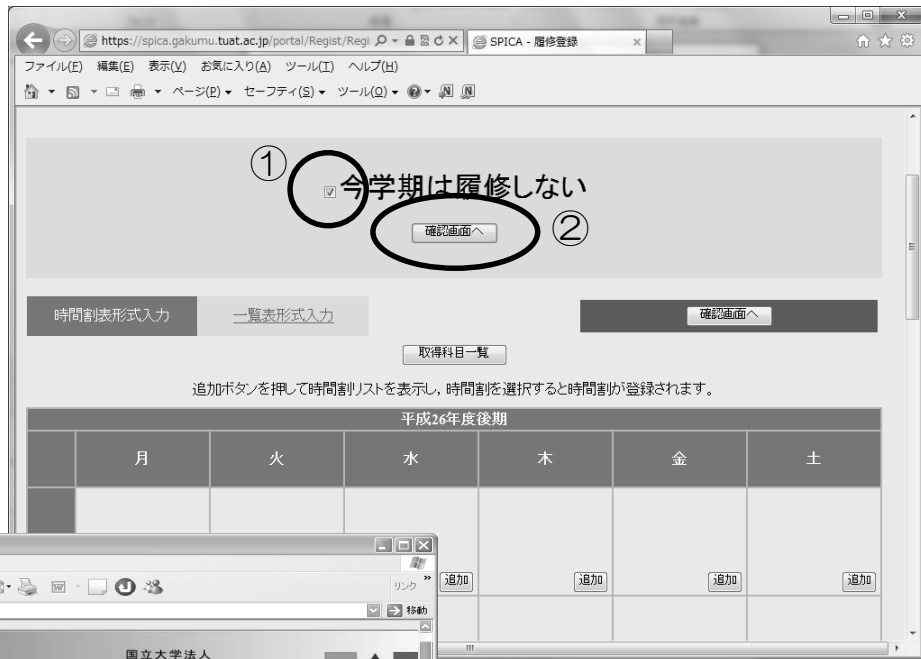 https://spica.gakumu.tuat.ac.jp/portal/Regist/Regi
SPICA - 履修登録
ファイル(F) 編集(E) 表示(V) お気に入り(A) ツール(T) ヘルプ(H)
ページ(P) セーフティ(S) ツール(O)
①
今学期は履修しない
確認画面へ
②
時間割表形式入力
一覧表形式入力
確認画面へ
取得科目一覧
追加ボタンを押して時間割リストを表示し，時間割を選択すると時間割が登録されます。
平成26年度後期
月 火 水 木 金 土
追加 追加 追加 追加
リンク
移動
国立大学法人